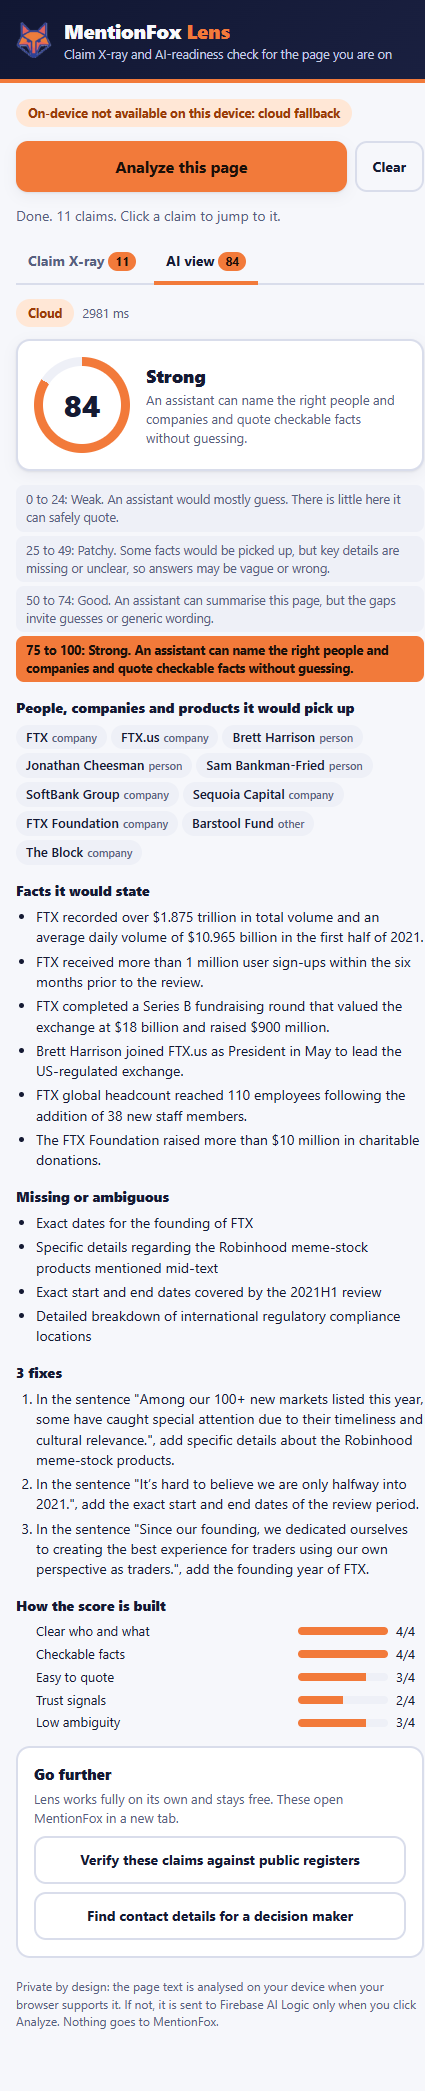 MentionFox Lens
Claim X-ray and AI-readiness check for the page you are on
On-device not available on this device: cloud fallback
Analyze this page
Clear
Done. 11 claims. Click a claim to jump to it.
Claim X-ray 11
AI view 84
Cloud 2981 ms
84
Strong
An assistant can name the right people and
companies and quote checkable facts
without guessing.
0 to 24: Weak. An assistant would mostly guess. There is little here it
can safely quote.
25 to 49: Patchy. Some facts would be picked up, but key details are
missing or unclear, so answers may be vague or wrong.
50 to 74: Good. An assistant can summarise this page, but the gaps
invite guesses or generic wording.
75 to 100: Strong. An assistant can name the right people and
companies and quote checkable facts without guessing.
People, companies and products it would pick up
FTX company
FTX.us company
Brett Harrison person
Jonathan Cheesman person
Sam Bankman-Fried person
SoftBank Group company
Sequoia Capital company
FTX Foundation company
Barstool Fund other
The Block company
Facts it would state
• FTX recorded over $1.875 trillion in total volume and an
average daily volume of $10.965 billion in the first half of 2021.
• FTX received more than 1 million user sign-ups within the six
months prior to the review.
• FTX completed a Series B fundraising round that valued the
exchange at $18 billion and raised $900 million.
• Brett Harrison joined FTX.us as President in May to lead the
US-regulated exchange.
• FTX global headcount reached 110 employees following the
addition of 38 new staff members.
• The FTX Foundation raised more than $10 million in charitable
donations.
Missing or ambiguous
• Exact dates for the founding of FTX
• Specific details regarding the Robinhood meme-stock
products mentioned mid-text
• Exact start and end dates covered by the 2021H1 review
• Detailed breakdown of international regulatory compliance
locations
3 fixes
1. In the sentence "Among our 100+ new markets listed this year,
some have caught special attention due to their timeliness and
cultural relevance.", add specific details about the Robinhood
meme-stock products.
2. In the sentence "It's hard to believe we are only halfway into
2021.", add the exact start and end dates of the review period.
3. In the sentence "Since our founding, we dedicated ourselves
to creating the best experience for traders using our own
perspective as traders.", add the founding year of FTX.
How the score is built
Clear who and what 4/4
Checkable facts 4/4
Easy to quote 3/4
Trust signals 2/4
Low ambiguity 3/4
Go further
Lens works fully on its own and stays free. These open
MentionFox in a new tab.
Verify these claims against public registers
Find contact details for a decision maker
Private by design: the page text is analysed on your device when your
browser supports it. If not, it is sent to Firebase AI Logic only when you click
Analyze. Nothing goes to MentionFox.